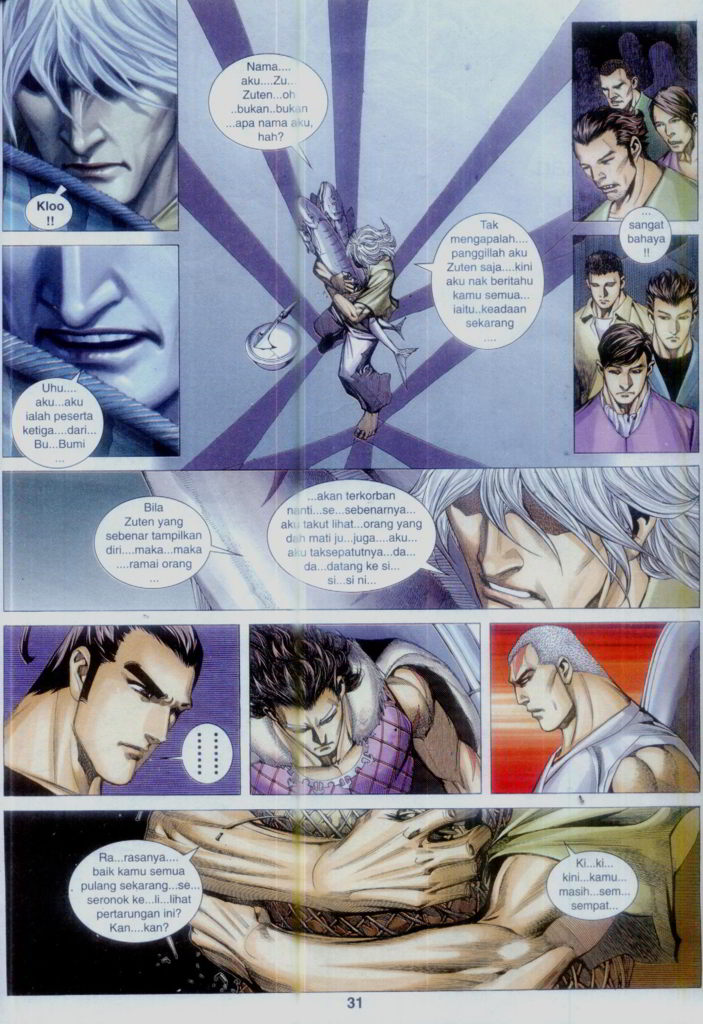 Kloo
!!
Nama....
aku....Zu..
Zuten...oh
..bukan..bukan
...apa nama aku,
hah?
...
sangat
bahaya
!!
Tak
mengapalah....
panggillah aku
Zuten saja....kini
aku nak beritahu
kamu semua...
iaitu..keadaan
sekarang
....
Uhu....
aku...aku
ialah peserta
ketiga....dari...
Bu...Bumi
...
Bila
Zuten yang
sebenar tampilkan
diri....maka...maka
....ramai orang
...
...akan terkorban
nanti...se...sebenarnya...
aku takut lihat...orang yang
dah mati ju...juga....aku...
aku taksepatutnya...da...
da...datang ke si...
si...si ni...
Ra...rasanya....
baik kamu semua
pulang sekarang...se...
seronok ke...li...lihat
pertarungan ini?
Kan....kan?
Ki...ki...
kini...kamu...
masih...sem...
sempat...
31